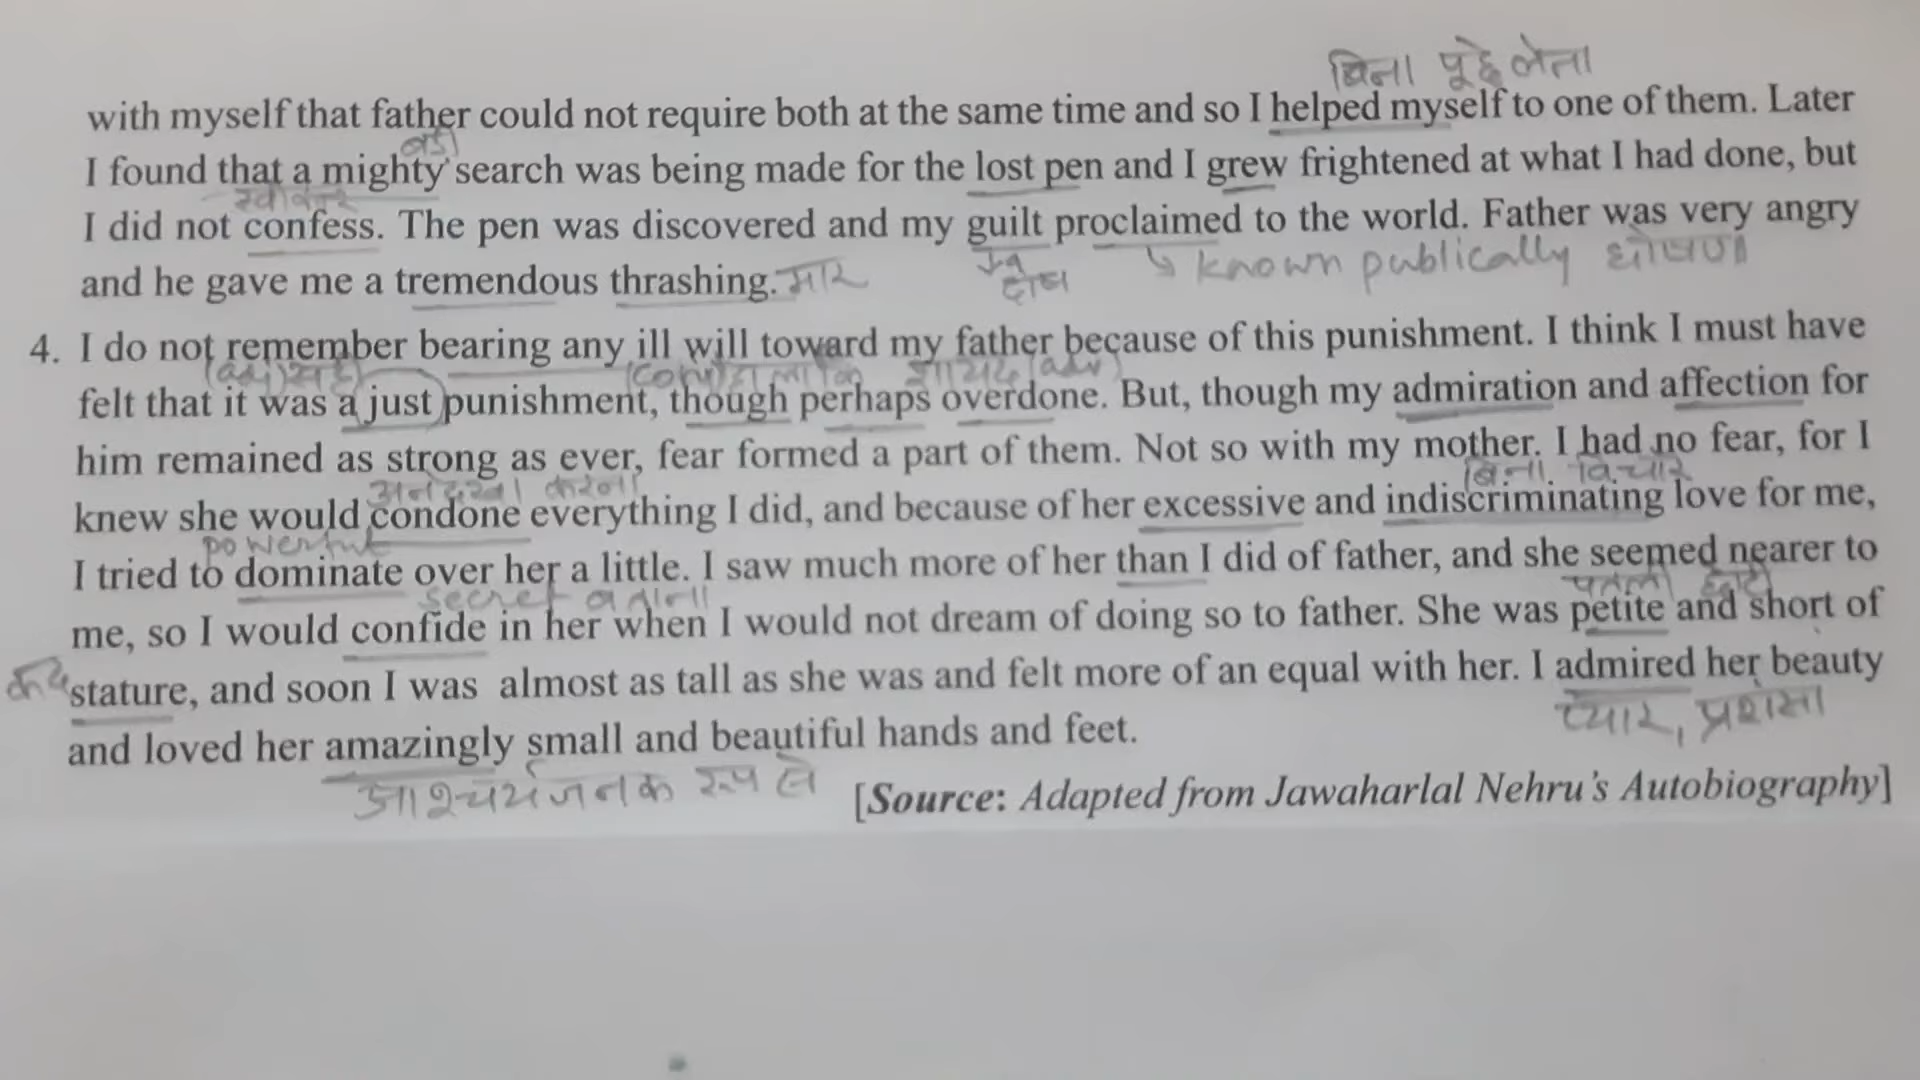 बिना पूछे लेना
with myself that father could not require both at the same time and so I helped myself to one of them. Later
बड़ी
I found that a mighty search was being made for the lost pen and I grew frightened at what I had done, but
I did not confess. The pen was discovered and my guilt proclaimed to the world. Father was very angry
दोष known publically घोषणा
and he gave me a tremendous thrashing. मार
4. I do not remember bearing any ill will toward my father because of this punishment. I think I must have
(adj) (conj) हालांकि शायद (adv)
felt that it was a just punishment, though perhaps overdone. But, though my admiration and affection for
him remained as strong as ever, fear formed a part of them. Not so with my mother. I had no fear, for I
अनदेखा करना बिना विचारे
knew she would condone everything I did, and because of her excessive and indiscriminating love for me,
powerful
I tried to dominate over her a little. I saw much more of her than I did of father, and she seemed nearer to
secret बताना पतली छोटी
me, so I would confide in her when I would not dream of doing so to father. She was petite and short of
कद stature, and soon I was almost as tall as she was and felt more of an equal with her. I admired her beauty
प्यार, प्रशंसा
and loved her amazingly small and beautiful hands and feet.
आश्चर्यजनक रूप से
[Source: Adapted from Jawaharlal Nehru's Autobiography]